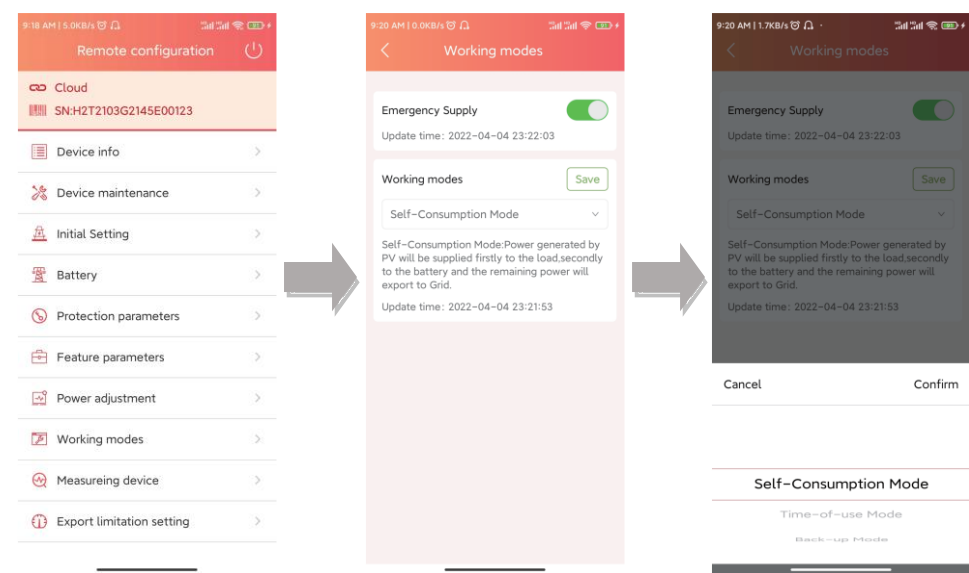 9:18 AM | 5.0KB/s
Remote configuration
Cloud
SN:H2T2103G2145E00123
Device info
Device maintenance
Initial Setting
Battery
Protection parameters
Feature parameters
Power adjustment
Working modes
Measureing device
Export limitation setting
9:20 AM | 0.0KB/s
Working modes
Emergency Supply
Update time: 2022-04-04 23:22:03
Working modes
Save
Self-Consumption Mode
Self-Consumption Mode:Power generated by
PV will be supplied firstly to the load,secondly
to the battery and the remaining power will
export to Grid.
Update time: 2022-04-04 23:21:53
9:20 AM | 1.7KB/s
Working modes
Emergency Supply
Update time: 2022-04-04 23:22:03
Working modes
Save
Self-Consumption Mode
Self-Consumption Mode:Power generated by
PV will be supplied firstly to the load,secondly
to the battery and the remaining power will
export to Grid.
Update time: 2022-04-04 23:21:53
Cancel
Confirm
Self-Consumption Mode
Time-of-use Mode
Back-up Mode